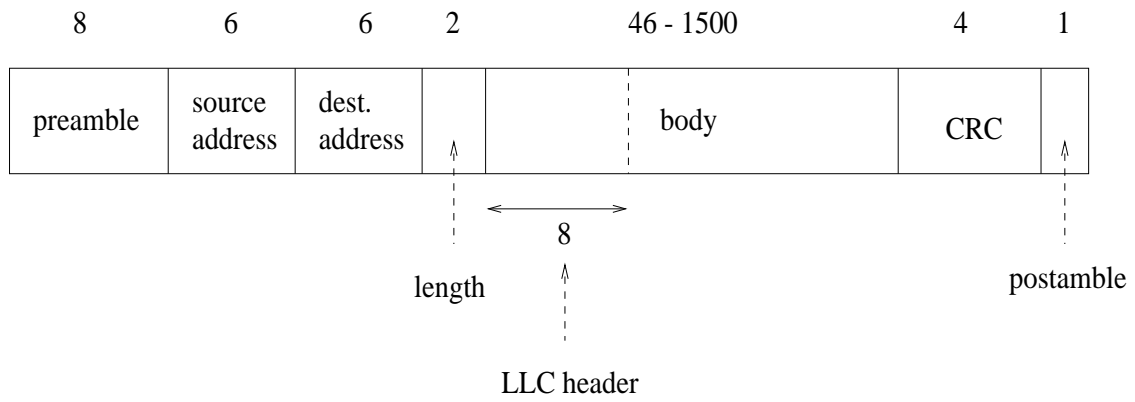 8 6 6 2 46 - 1500 4 1
preamble
source
address
dest.
address
body
CRC
8
length
postamble
LLC header